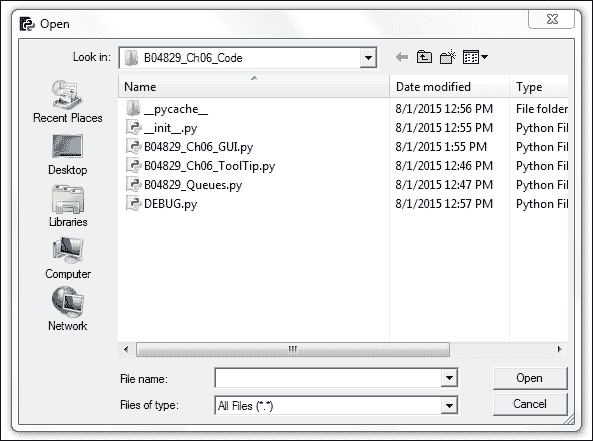 Open
Look in: B04829_Ch06_Code
Name Date modified Type
__pycache__ 8/1/2015 12:56 PM File folder
__init__.py 8/1/2015 12:55 PM Python Fil
B04829_Ch06_GUI.py 8/1/2015 1:55 PM Python Fil
B04829_Ch06_ToolTip.py 8/1/2015 12:46 PM Python Fil
B04829_Queues.py 8/1/2015 12:47 PM Python Fil
DEBUG.py 8/1/2015 12:57 PM Python Fil
Recent Places
Desktop
Libraries
Computer
Network
File name: Open
Files of type: All Files (*.*) Cancel